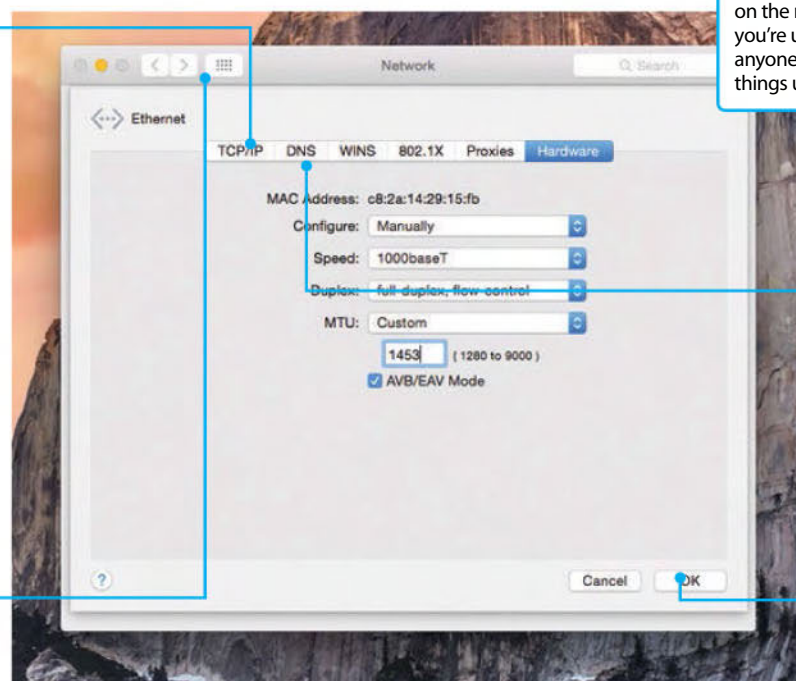 on the
you're
anyone
things
Network
Search
Ethernet
TCP/IP DNS WINS 802.1X Proxies Hardware
MAC Address: c8:2a:14:29:15:fb
Configure: Manually
Speed: 1000baseT
Duplex: full-duplex, flow-control
MTU: Custom
1453 (1280 to 9000)
AVB/EAV Mode
?
Cancel OK